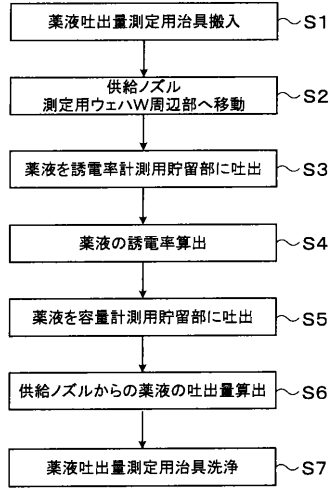 薬液吐出量測定用治具搬入 S1
供給ノズル
測定用ウェハW周辺部へ移動 S2
薬液を誘電率計測用貯留部に吐出 S3
薬液の誘電率算出 S4
薬液を容量計測用貯留部に吐出 S5
供給ノズルからの薬液の吐出量算出 S6
薬液吐出量測定用治具洗浄 S7